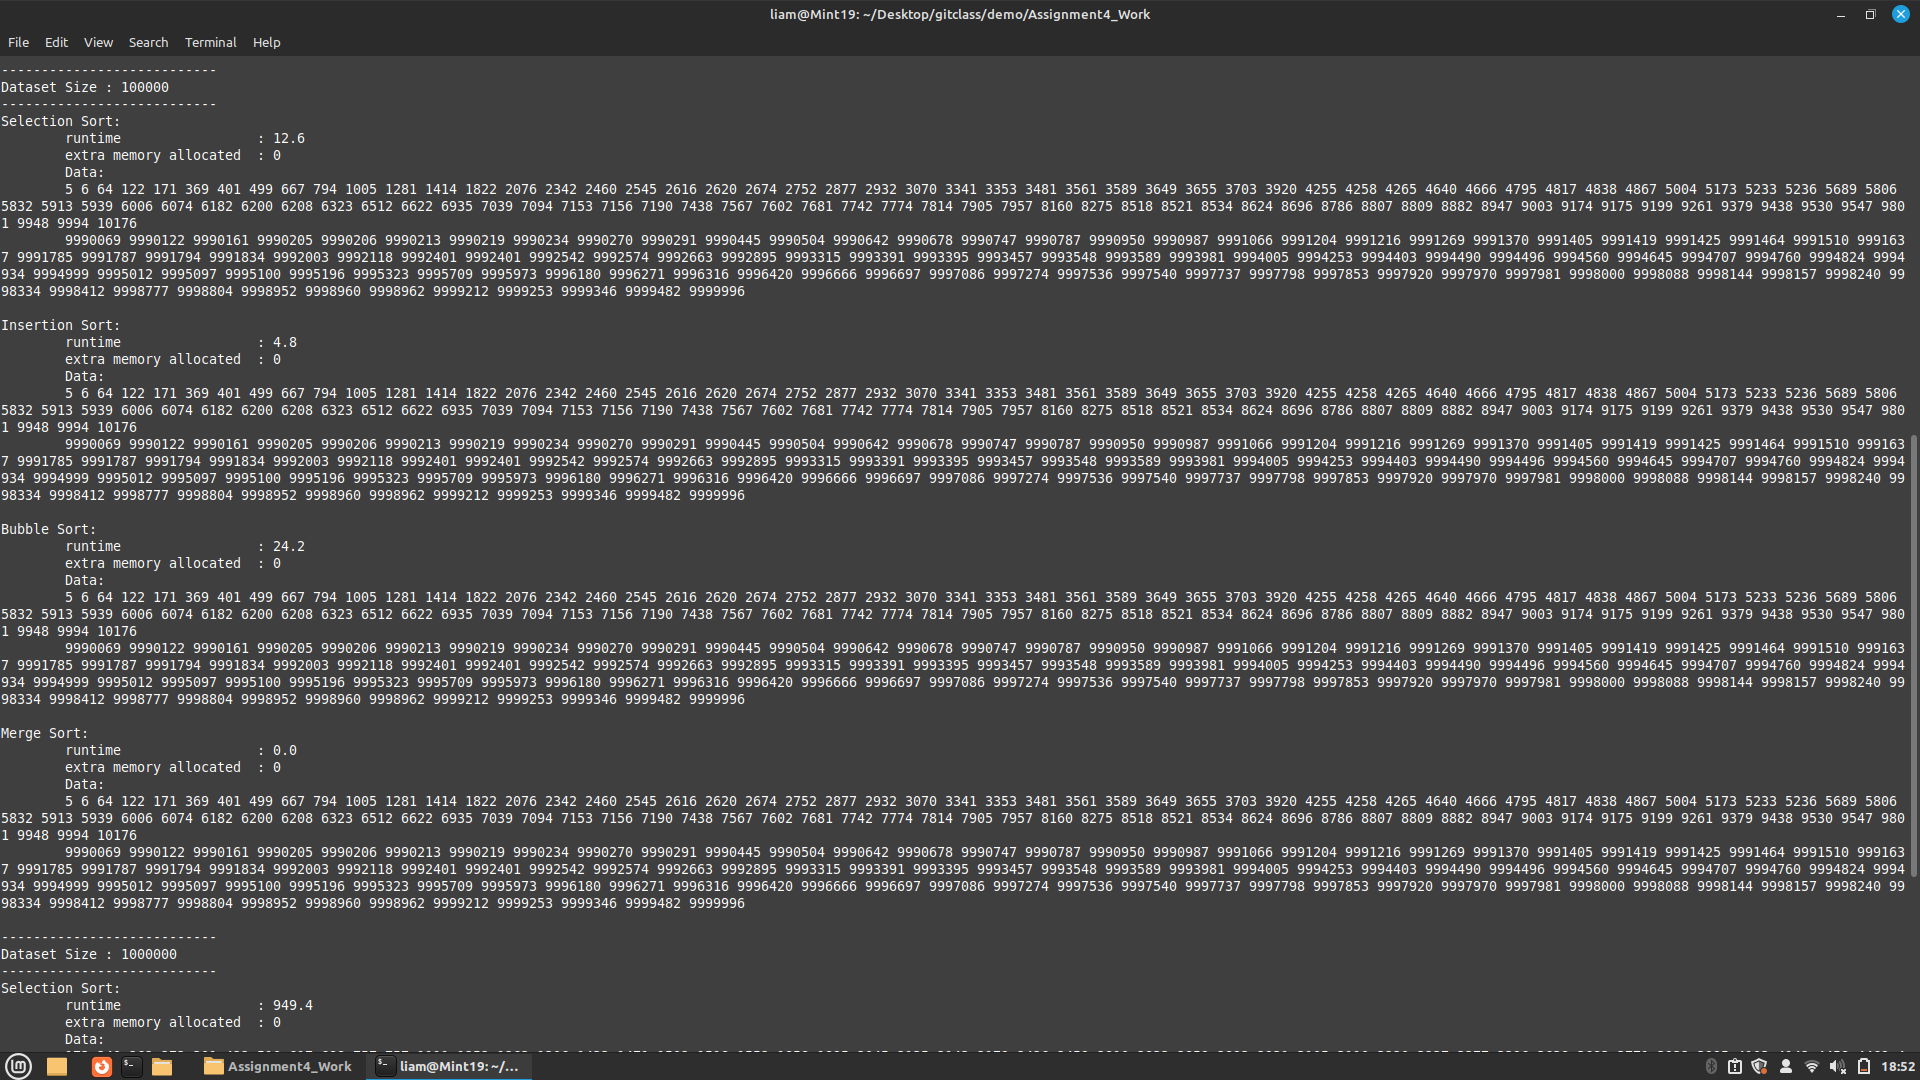 liam@Mint19: ~/Desktop/gitclass/demo/Assignment4_Work
File Edit View Search Terminal Help
---------------------------
Dataset Size : 100000
---------------------------
Selection Sort:
runtime : 12.6
extra memory allocated : 0
Data:
5 6 64 122 171 369 401 499 667 794 1005 1281 1414 1822 2076 2342 2460 2545 2616 2620 2674 2752 2877 2932 3070 3341 3353 3481 3561 3589 3649 3655 3703 3920 4255 4258 4265 4640 4666 4795 4817 4838 4867 5004 5173 5233 5236 5689 5806
5832 5913 5939 6006 6074 6182 6200 6208 6323 6512 6622 6935 7039 7094 7153 7156 7190 7438 7567 7602 7681 7742 7774 7814 7905 7957 8160 8275 8518 8521 8534 8624 8696 8786 8807 8809 8882 8947 9003 9174 9175 9199 9261 9379 9438 9530 9547 980
1 9948 9994 10176
9990069 9990122 9990161 9990205 9990206 9990213 9990219 9990234 9990270 9990291 9990445 9990504 9990642 9990678 9990747 9990787 9990950 9990987 9991066 9991204 9991216 9991269 9991370 9991405 9991419 9991425 9991464 9991510 999163
7 9991785 9991787 9991794 9991834 9992003 9992118 9992401 9992401 9992542 9992574 9992663 9992895 9993315 9993391 9993395 9993457 9993548 9993589 9993981 9994005 9994253 9994403 9994490 9994496 9994560 9994645 9994707 9994760 9994824 9994
934 9994999 9995012 9995097 9995100 9995196 9995323 9995709 9995973 9996180 9996271 9996316 9996420 9996666 9996697 9997086 9997274 9997536 9997540 9997737 9997798 9997853 9997920 9997970 9997981 9998000 9998088 9998144 9998157 9998240 99
98334 9998412 9998777 9998804 9998952 9998960 9998962 9999212 9999253 9999346 9999482 9999996
Insertion Sort:
runtime : 4.8
extra memory allocated : 0
Data:
5 6 64 122 171 369 401 499 667 794 1005 1281 1414 1822 2076 2342 2460 2545 2616 2620 2674 2752 2877 2932 3070 3341 3353 3481 3561 3589 3649 3655 3703 3920 4255 4258 4265 4640 4666 4795 4817 4838 4867 5004 5173 5233 5236 5689 5806
5832 5913 5939 6006 6074 6182 6200 6208 6323 6512 6622 6935 7039 7094 7153 7156 7190 7438 7567 7602 7681 7742 7774 7814 7905 7957 8160 8275 8518 8521 8534 8624 8696 8786 8807 8809 8882 8947 9003 9174 9175 9199 9261 9379 9438 9530 9547 980
1 9948 9994 10176
9990069 9990122 9990161 9990205 9990206 9990213 9990219 9990234 9990270 9990291 9990445 9990504 9990642 9990678 9990747 9990787 9990950 9990987 9991066 9991204 9991216 9991269 9991370 9991405 9991419 9991425 9991464 9991510 999163
7 9991785 9991787 9991794 9991834 9992003 9992118 9992401 9992401 9992542 9992574 9992663 9992895 9993315 9993391 9993395 9993457 9993548 9993589 9993981 9994005 9994253 9994403 9994490 9994496 9994560 9994645 9994707 9994760 9994824 9994
934 9994999 9995012 9995097 9995100 9995196 9995323 9995709 9995973 9996180 9996271 9996316 9996420 9996666 9996697 9997086 9997274 9997536 9997540 9997737 9997798 9997853 9997920 9997970 9997981 9998000 9998088 9998144 9998157 9998240 99
98334 9998412 9998777 9998804 9998952 9998960 9998962 9999212 9999253 9999346 9999482 9999996
Bubble Sort:
runtime : 24.2
extra memory allocated : 0
Data:
5 6 64 122 171 369 401 499 667 794 1005 1281 1414 1822 2076 2342 2460 2545 2616 2620 2674 2752 2877 2932 3070 3341 3353 3481 3561 3589 3649 3655 3703 3920 4255 4258 4265 4640 4666 4795 4817 4838 4867 5004 5173 5233 5236 5689 5806
5832 5913 5939 6006 6074 6182 6200 6208 6323 6512 6622 6935 7039 7094 7153 7156 7190 7438 7567 7602 7681 7742 7774 7814 7905 7957 8160 8275 8518 8521 8534 8624 8696 8786 8807 8809 8882 8947 9003 9174 9175 9199 9261 9379 9438 9530 9547 980
1 9948 9994 10176
9990069 9990122 9990161 9990205 9990206 9990213 9990219 9990234 9990270 9990291 9990445 9990504 9990642 9990678 9990747 9990787 9990950 9990987 9991066 9991204 9991216 9991269 9991370 9991405 9991419 9991425 9991464 9991510 999163
7 9991785 9991787 9991794 9991834 9992003 9992118 9992401 9992401 9992542 9992574 9992663 9992895 9993315 9993391 9993395 9993457 9993548 9993589 9993981 9994005 9994253 9994403 9994490 9994496 9994560 9994645 9994707 9994760 9994824 9994
934 9994999 9995012 9995097 9995100 9995196 9995323 9995709 9995973 9996180 9996271 9996316 9996420 9996666 9996697 9997086 9997274 9997536 9997540 9997737 9997798 9997853 9997920 9997970 9997981 9998000 9998088 9998144 9998157 9998240 99
98334 9998412 9998777 9998804 9998952 9998960 9998962 9999212 9999253 9999346 9999482 9999996
Merge Sort:
runtime : 0.0
extra memory allocated : 0
Data:
5 6 64 122 171 369 401 499 667 794 1005 1281 1414 1822 2076 2342 2460 2545 2616 2620 2674 2752 2877 2932 3070 3341 3353 3481 3561 3589 3649 3655 3703 3920 4255 4258 4265 4640 4666 4795 4817 4838 4867 5004 5173 5233 5236 5689 5806
5832 5913 5939 6006 6074 6182 6200 6208 6323 6512 6622 6935 7039 7094 7153 7156 7190 7438 7567 7602 7681 7742 7774 7814 7905 7957 8160 8275 8518 8521 8534 8624 8696 8786 8807 8809 8882 8947 9003 9174 9175 9199 9261 9379 9438 9530 9547 980
1 9948 9994 10176
9990069 9990122 9990161 9990205 9990206 9990213 9990219 9990234 9990270 9990291 9990445 9990504 9990642 9990678 9990747 9990787 9990950 9990987 9991066 9991204 9991216 9991269 9991370 9991405 9991419 9991425 9991464 9991510 999163
7 9991785 9991787 9991794 9991834 9992003 9992118 9992401 9992401 9992542 9992574 9992663 9992895 9993315 9993391 9993395 9993457 9993548 9993589 9993981 9994005 9994253 9994403 9994490 9994496 9994560 9994645 9994707 9994760 9994824 9994
934 9994999 9995012 9995097 9995100 9995196 9995323 9995709 9995973 9996180 9996271 9996316 9996420 9996666 9996697 9997086 9997274 9997536 9997540 9997737 9997798 9997853 9997920 9997970 9997981 9998000 9998088 9998144 9998157 9998240 99
98334 9998412 9998777 9998804 9998952 9998960 9998962 9999212 9999253 9999346 9999482 9999996
---------------------------
Dataset Size : 1000000
---------------------------
Selection Sort:
runtime : 949.4
extra memory allocated : 0
Data:
Assignment4_Work
liam@Mint19: ~/...
18:52